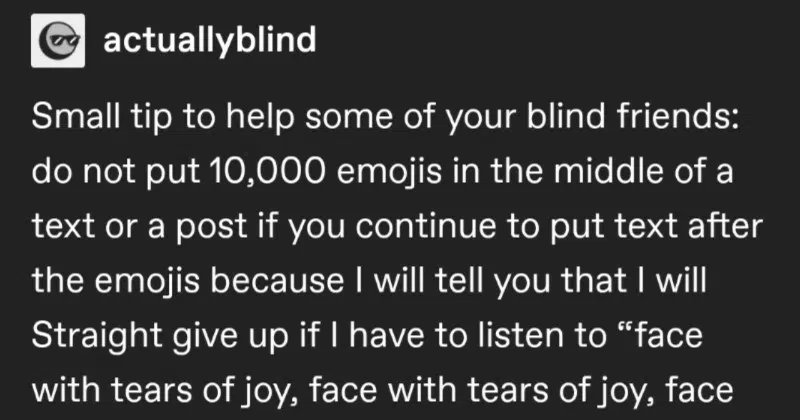 actuallyblind
Small tip to help some of your blind friends:
do not put 10,000 emojis in the middle of a
text or a post if you continue to put text after
the emojis because I will tell you that I will
Straight give up if I have to listen to “face
with tears of joy, face with tears of joy, face